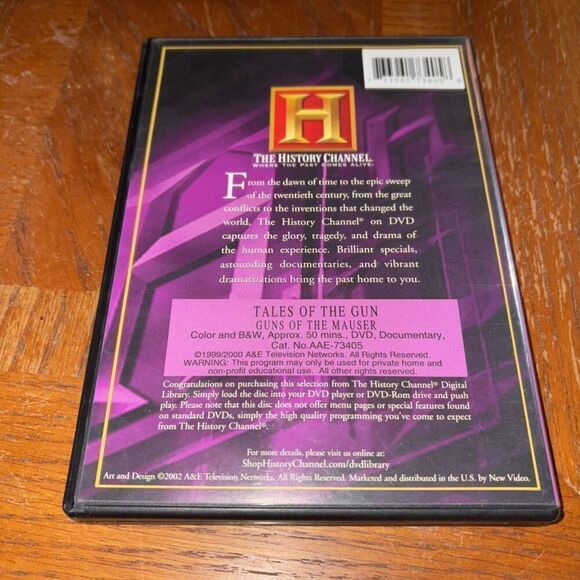 H
THE HISTORY CHANNEL.
WHERE THE PAST COMES ALIVE.
From the dawn of time to the epic sweep
of the twentieth century, from the great
conflicts to the inventions that changed the
world, The History Channel® on DVD
captures the glory, tragedy, and drama of
the human experience. Brilliant specials,
astounding documentaries, and vibrant
dramatizations bring the past home to you.
TALES OF THE GUN
GUNS OF THE MAUSER
Color and B&W, Approx. 50 mins., DVD, Documentary,
Cat. No.AAE-73405
©1999/2000 A&E Television Networks. All Rights Reserved.
WARNING: This program may only be used for private home and
non-profit educational use. All other rights reserved.
Congratulations on purchasing this selection from The History Channel® Digital
Library. Simply load the disc into your DVD player or DVD-Rom drive and push
play. Please note that this disc does not offer menu pages or special features found
on standard DVDs, simply the high quality programming you've come to expect
from The History Channel®.
For more details, please visit us online at:
ShopHistoryChannel.com/dvdlibrary
Art and Design ©2002 A&E Television Networks. All Rights Reserved. Marketed and distributed in the U.S. by New Video.